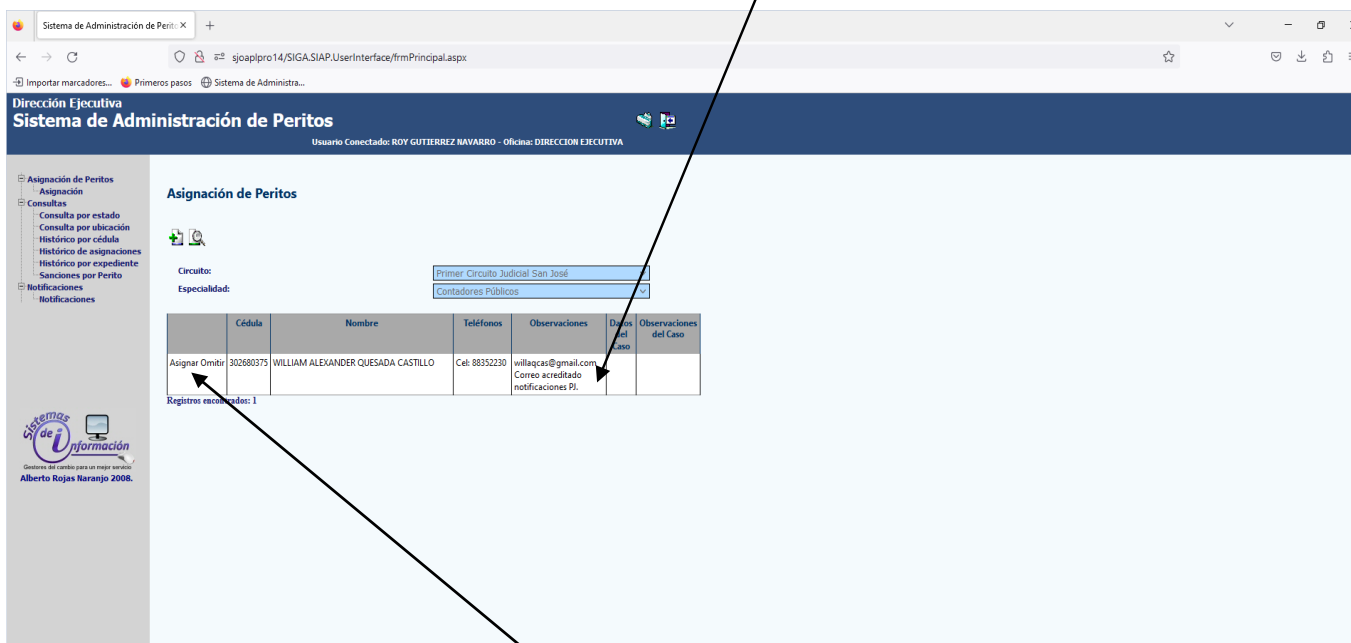 Sistema de Administración de Perito
sjoaplpro14/SIGA.SIAP.UserInterface/frmPrincipal.aspx
Importar marcadores... Primeros pasos Sistema de Administra...
Dirección Ejecutiva
Sistema de Administración de Peritos
Usuario Conectado: ROY GUTIERREZ NAVARRO - Oficina: DIRECCION EJECUTIVA
Asignación de Peritos
Asignación
Consultas
Consulta por estado
Consulta por ubicación
Histórico por cédula
Histórico de asignaciones
Histórico por expediente
Sanciones por Perito
Notificaciones
Notificaciones
Sistemas
de
información
Gestores del cambio para un mejor servicio
Alberto Rojas Naranjo 2008.
Asignación de Peritos
Circuito: Primer Circuito Judicial San José
Especialidad: Contadores Públicos
Cédula Nombre Teléfonos Observaciones Datos del Caso Observaciones del Caso
Asignar Omitir 302680375 WILLIAM ALEXANDER QUESADA CASTILLO Cel: 88352230 willaqcas@gmail.com
Correo acreditado
notificaciones PJ.
Registros encontrados: 1